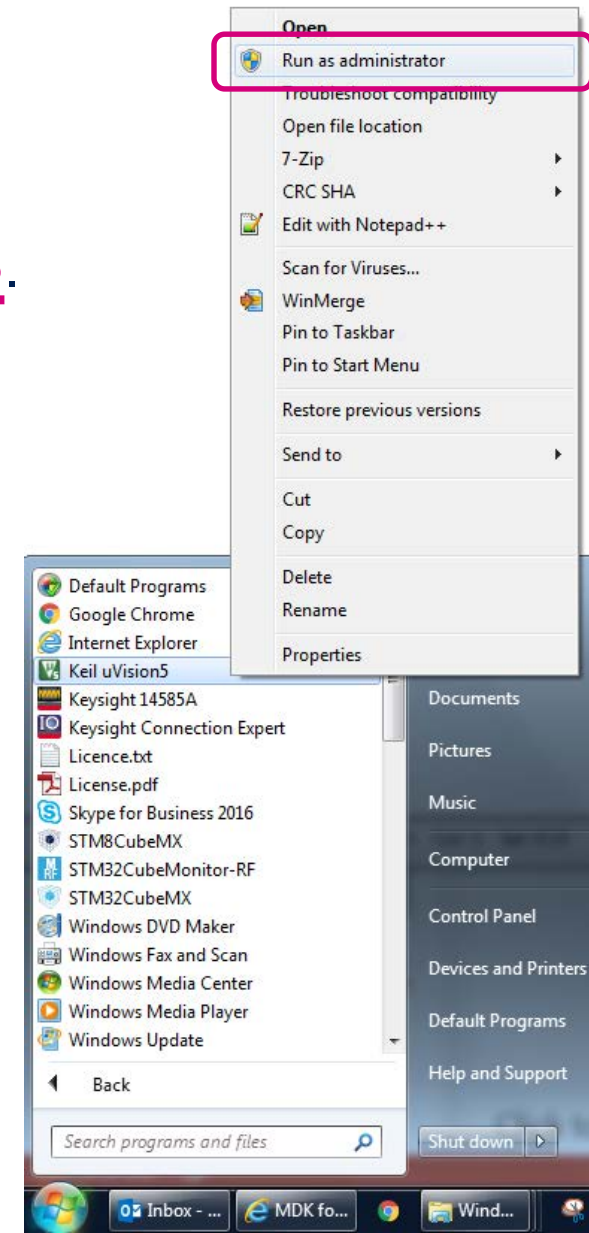 Open
Run as administrator
Troubleshoot compatibility
Open file location
7-Zip
CRC SHA
Edit with Notepad++
Scan for Viruses...
WinMerge
Pin to Taskbar
Pin to Start Menu
Restore previous versions
Send to
Cut
Copy
Delete
Rename
Properties
Default Programs
Google Chrome
Internet Explorer
Keil uVision5
Keysight 14585A
Keysight Connection Expert
Licence.txt
License.pdf
Skype for Business 2016
STM8CubeMX
STM32CubeMonitor-RF
STM32CubeMX
Windows DVD Maker
Windows Fax and Scan
Windows Media Center
Windows Media Player
Windows Update
Back
Search programs and files
Documents
Pictures
Music
Computer
Control Panel
Devices and Printers
Default Programs
Help and Support
Shut down
Inbox - ...
MDK fo...
Wind...